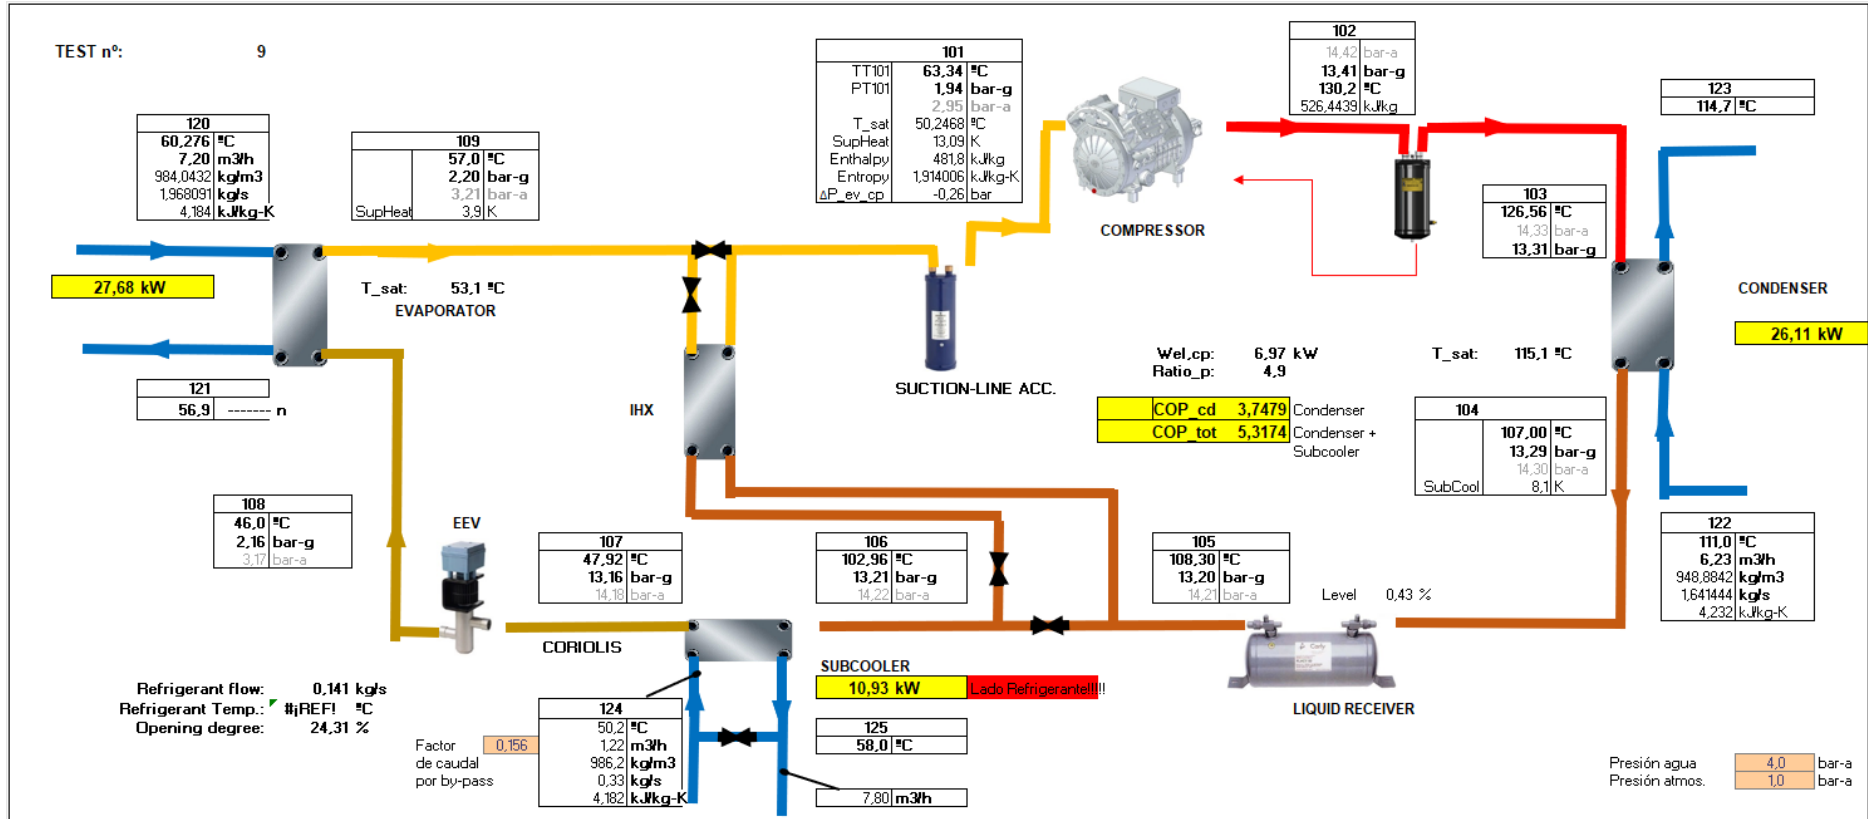 TEST nº: 9
120
60,276 ºC
7,20 m3/h
984,0432 kg/m3
1,968091 kg/s
4,184 kJ/kg-K
109
57,0 ºC
2,20 bar-g
3,21 bar-a
SupHeat 3,9 K
101
TT101 63,34 ºC
PT101 1,94 bar-g
2,95 bar-a
T_sat 50,2468 ºC
SupHeat 13,09 K
Enthalpy 481,8 kJ/kg
Entropy 1,914006 kJ/kg-K
ΔP_ev_cp -0,26 bar
COMPRESSOR
102
14,42 bar-a
13,41 bar-g
130,2 ºC
526,4439 kJ/kg
123
114,7 ºC
103
126,56 ºC
14,33 bar-a
13,31 bar-g
27,68 kW
T_sat: 53,1 ºC
EVAPORATOR
CONDENSER
26,11 kW
121
56,9 ------- n
IHX
SUCTION-LINE ACC.
Wel,cp: 6,97 kW
Ratio_p: 4,9
T_sat: 115,1 ºC
COP_cd 3,7479 Condenser
COP_tot 5,3174 Condenser +
Subcooler
104
107,00 ºC
13,29 bar-g
14,30 bar-a
SubCool 8,1 K
108
46,0 ºC
2,16 bar-g
3,17 bar-a
EEV
107
47,92 ºC
13,16 bar-g
14,18 bar-a
106
102,96 ºC
13,21 bar-g
14,22 bar-a
105
108,30 ºC
13,20 bar-g
14,21 bar-a
Level 0,43 %
122
111,0 ºC
6,23 m3/h
948,8842 kg/m3
1,641444 kg/s
4,232 kJ/kg-K
CORIOLIS
SUBCOOLER
10,93 kW Lado Refrigerante!!!!!
LIQUID RECEIVER
Refrigerant flow: 0,141 kg/s
Refrigerant Temp.: #¡REF! ºC
Opening degree: 24,31 %
Factor 0,156
de caudal
por by-pass
124
50,2 ºC
1,22 m3/h
986,2 kg/m3
0,33 kg/s
4,182 kJ/kg-K
125
58,0 ºC
7,80 m3/h
Presión agua 4,0 bar-a
Presión atmos. 1,0 bar-a